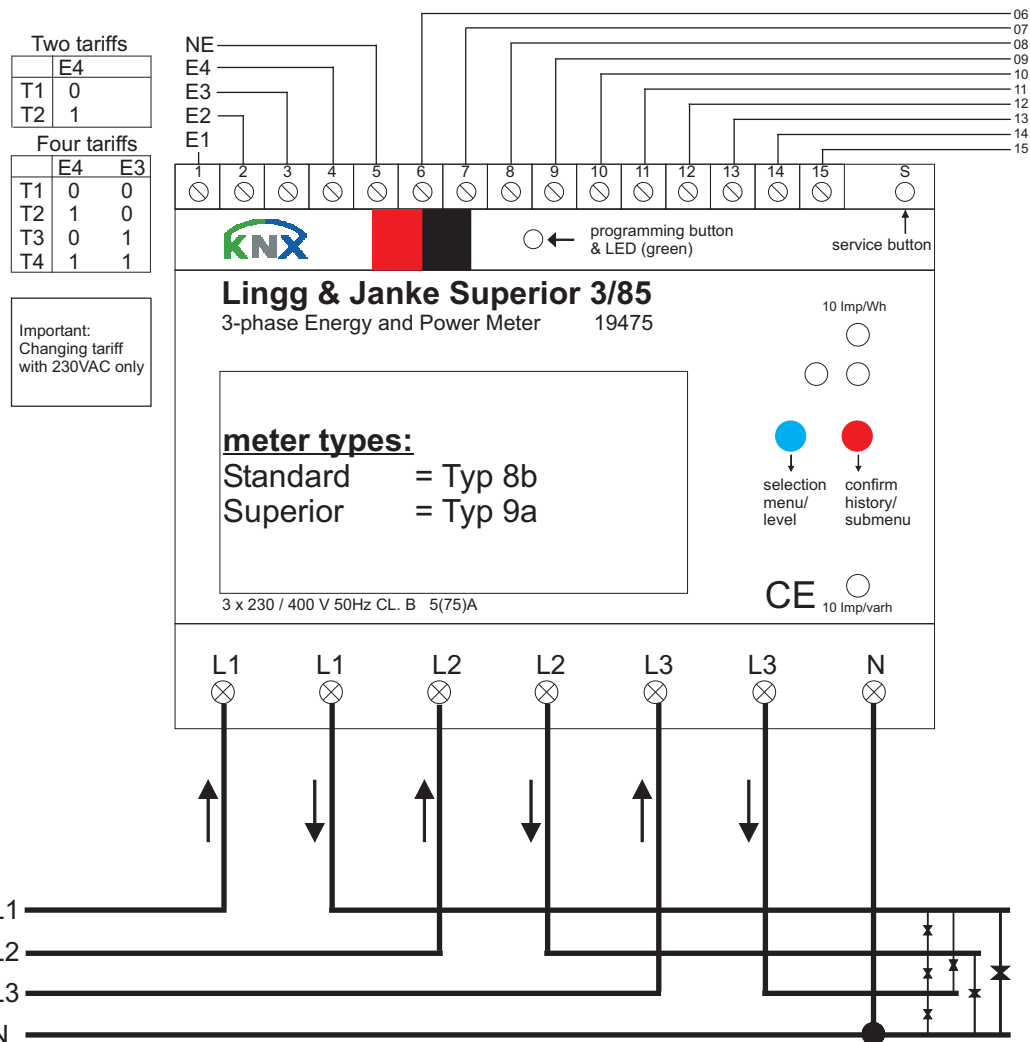 06
07
08
09
10
11
12
13
14
15
NE
E4
E3
E2
E1
Two tariffs
E4
T1 0
T2 1
Four tariffs
E4 E3
T1 0 0
T2 1 0
T3 0 1
T4 1 1
Important:
Changing tariff
with 230VAC only
1 2 3 4 5 6 7 8 9 10 11 12 13 14 15 S
KNX
programming button
& LED (green)
service button
Lingg & Janke Superior 3/85
3-phase Energy and Power Meter 19475
10 Imp/Wh
meter types:
Standard = Typ 8b
Superior = Typ 9a
selection
menu/
level
confirm
history/
submenu
3 x 230 / 400 V 50Hz CL. B 5(75)A
CE
10 Imp/varh
L1 L1 L2 L2 L3 L3 N
L1
L2
L3
N